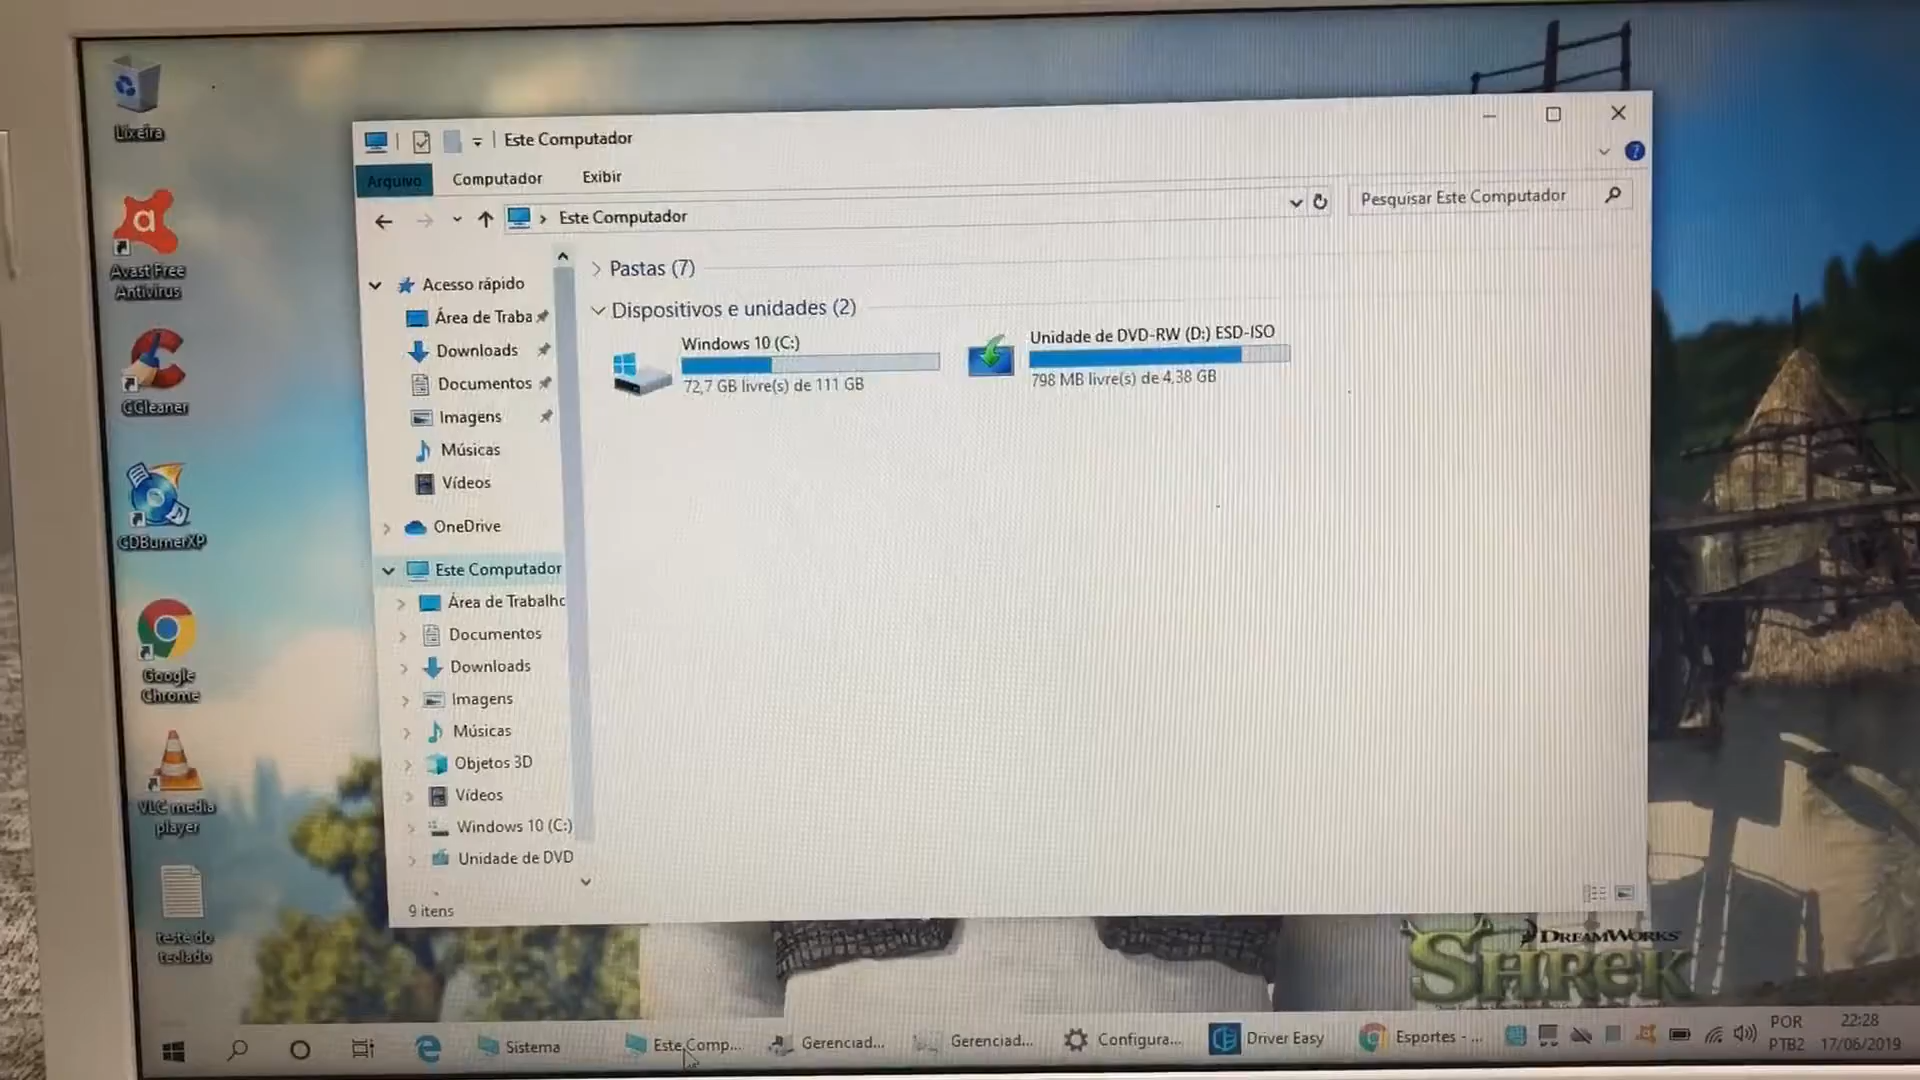 Lixeira
Avast Free
Antivirus
CCleaner
CDBurnerXP
Google
Chrome
VLC media
player
teste do
teclado
Este Computador
Arquivo
Computador
Exibir
Este Computador
Pesquisar Este Computador
Acesso rápido
Área de Traba
Downloads
Documentos
Imagens
Músicas
Vídeos
OneDrive
Este Computador
Área de Trabalho
Documentos
Downloads
Imagens
Músicas
Objetos 3D
Vídeos
Windows 10 (C:)
Unidade de DVD
9 itens
Pastas (7)
Dispositivos e unidades (2)
Windows 10 (C:)
72,7 GB livre(s) de 111 GB
Unidade de DVD-RW (D:) ESD-ISO
798 MB livre(s) de 4,38 GB
DREAMWORKS
SHREK
Sistema
Este Comp...
Gerenciad...
Gerenciad...
Configura...
Driver Easy
Esportes - ...
POR
PTB2
22:28
17/06/2019